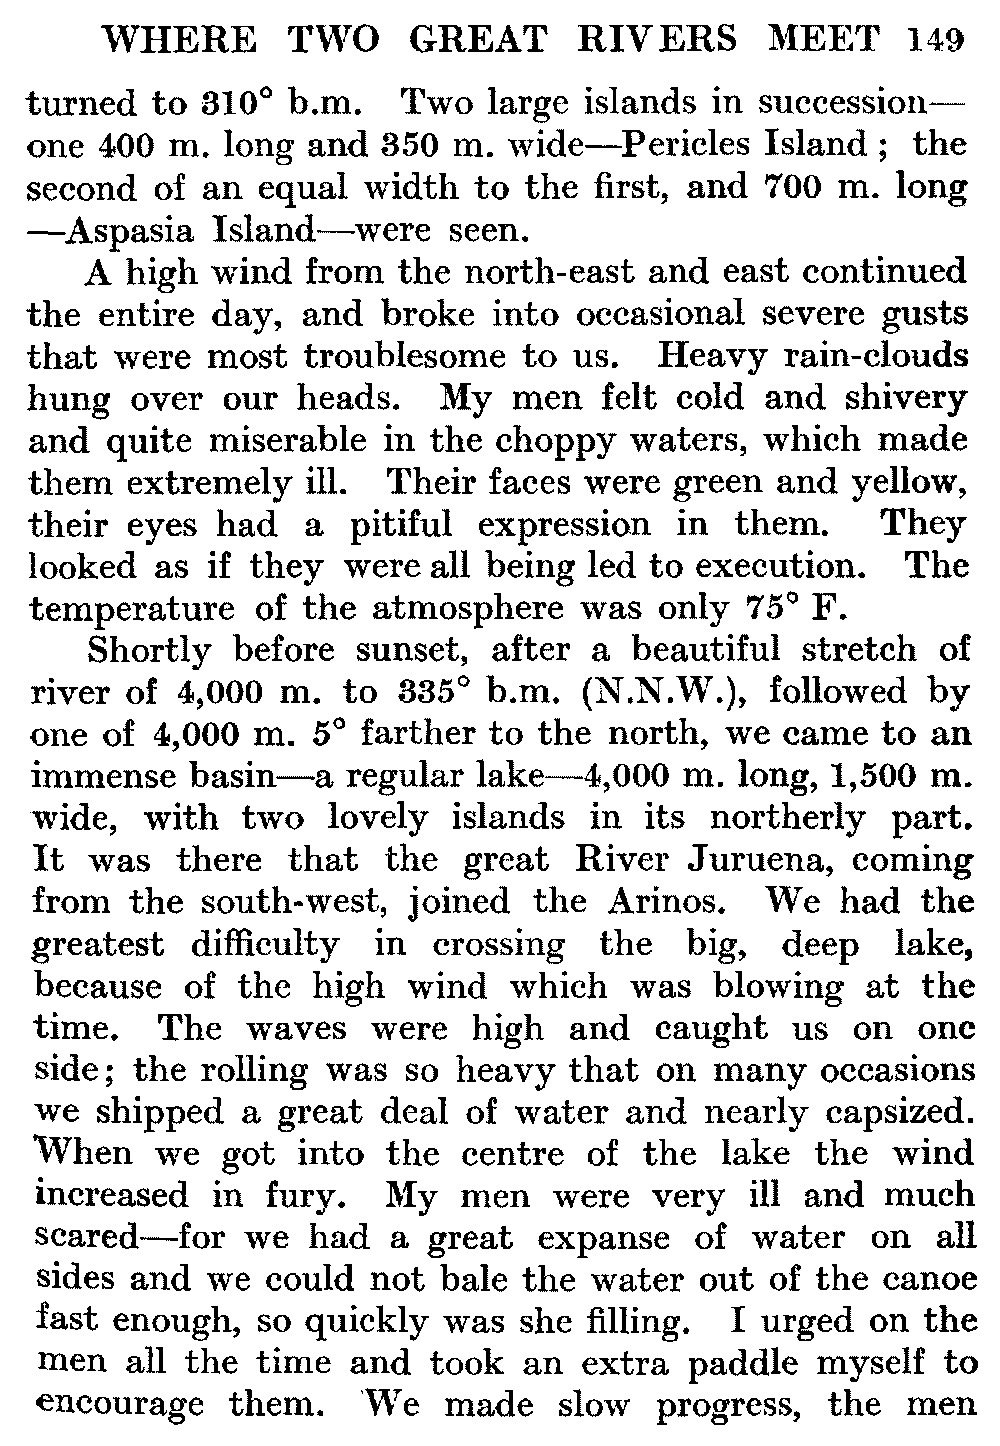 WHERE TWO GREAT RIVERS MEET 149
turned to 310° b.m. Two large islands in succession—
one 400 m. long and 350 m. wide—Pericles Island ; the
second of an equal width to the first, and 700 m. long
—Aspasia Island—were seen.
A high wind from the north-east and east continued
the entire day, and broke into occasional severe gusts
that were most troublesome to us. Heavy rain-clouds
hung over our heads. My men felt cold and shivery
and quite miserable in the choppy waters, which made
them extremely ill. Their faces were green and yellow,
their eyes had a pitiful expression in them. They
looked as if they were all being led to execution. The
temperature of the atmosphere was only 75° F.
Shortly before sunset, after a beautiful stretch of
river of 4,000 m. to 335° b.m. (N.N.W.), followed by
one of 4,000 m. 5° farther to the north, we came to an
immense basin—a regular lake—4,000 m. long, 1,500 m.
wide, with two lovely islands in its northerly part.
It was there that the great River Juruena, coming
from the south-west, joined the Arinos. We had the
greatest difficulty in crossing the big, deep lake,
because of the high wind which was blowing at the
time. The waves were high and caught us on one
side; the rolling was so heavy that on many occasions
we shipped a great deal of water and nearly capsized.
When we got into the centre of the lake the wind
increased in fury. My men were very ill and much
scared—for we had a great expanse of water on all
sides and we could not bale the water out of the canoe
fast enough, so quickly was she filling. I urged on the
men all the time and took an extra paddle myself to
encourage them. We made slow progress, the men